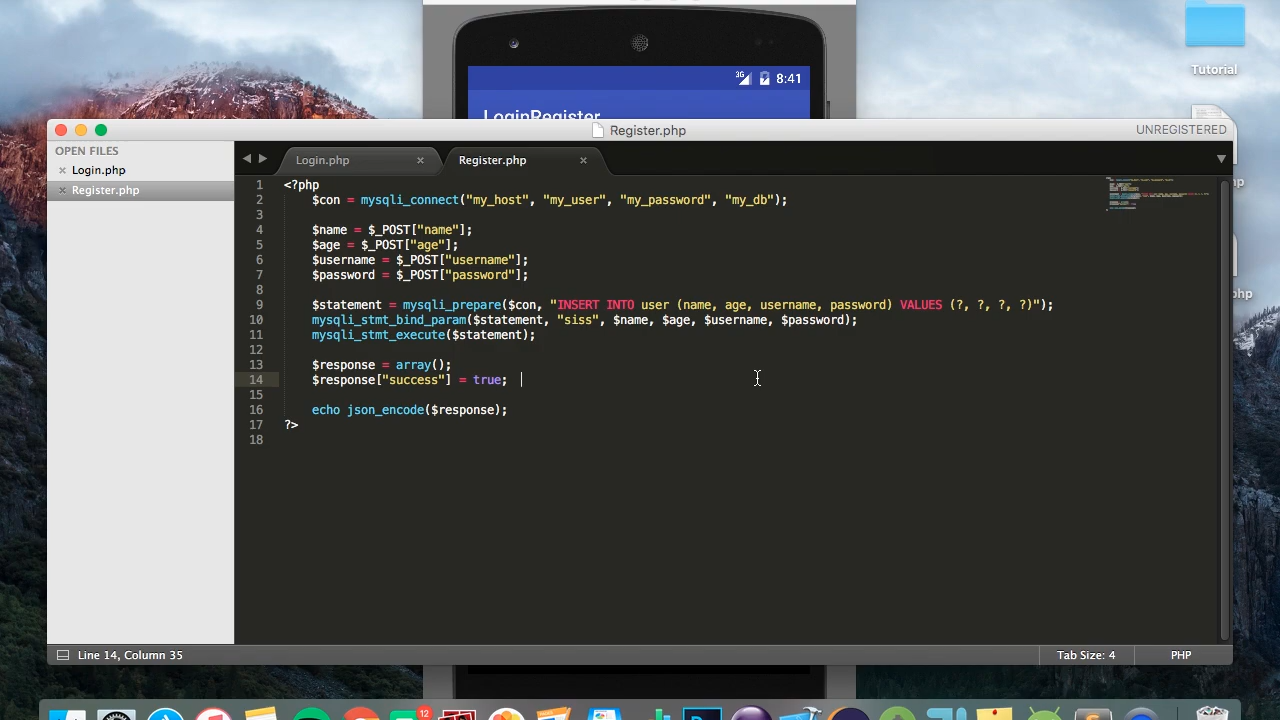 Tutorial
3G 8:41
LoginRegister
Register.php
UNREGISTERED
OPEN FILES
Login.php
Register.php
Login.php
Register.php
1 <?php
2 $con = mysqli_connect("my_host", "my_user", "my_password", "my_db");
3
4 $name = $_POST["name"];
5 $age = $_POST["age"];
6 $username = $_POST["username"];
7 $password = $_POST["password"];
8
9 $statement = mysqli_prepare($con, "INSERT INTO user (name, age, username, password) VALUES (?, ?, ?, ?)");
10 mysqli_stmt_bind_param($statement, "siss", $name, $age, $username, $password);
11 mysqli_stmt_execute($statement);
12
13 $response = array();
14 $response["success"] = true;
15
16 echo json_encode($response);
17 ?>
18
Line 14, Column 35
Tab Size: 4
PHP
12